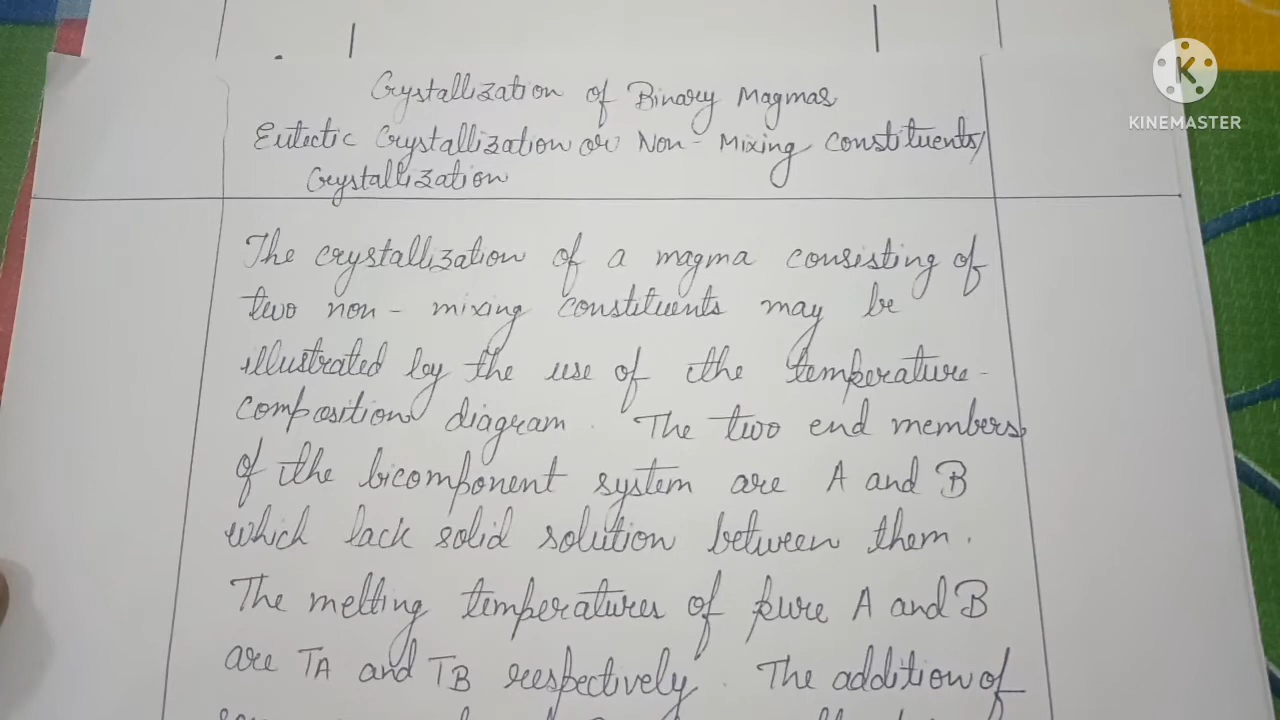 Crystallization of Binary Magmas
Eutectic Crystallization or Non-Mixing constituents/
Crystallization
The crystallization of a magma consisting of
two non-mixing constituents may be
illustrated by the use of the temperature-
composition diagram. The two end members
of the bicomponent system are A and B
which lack solid solution between them.
The melting temperatures of pure A and B
are TA and TB respectively. The addition of
K
KINEMASTER